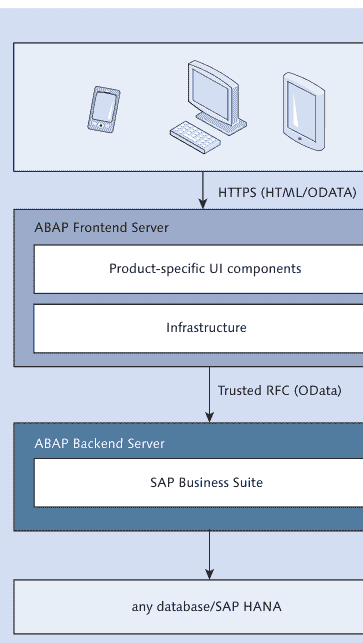 HTTPS (HTML/ODATA)
ABAP Frontend Server
Product-specific UI components
Infrastructure
Trusted RFC (OData)
ABAP Backend Server
SAP Business Suite
any database/SAP HANA